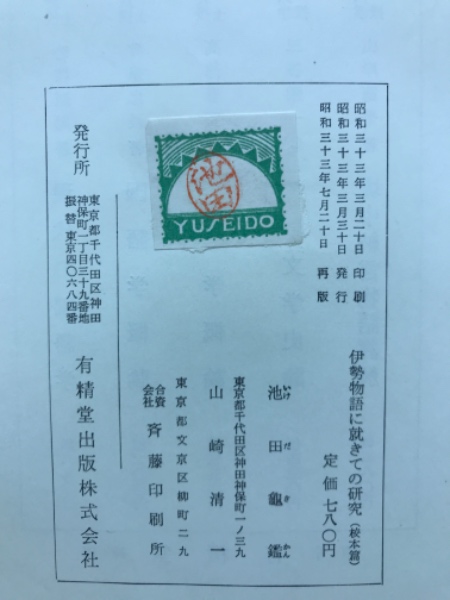 昭和三十三年三月二十日 印刷
昭和三十三年三月三十日 発行
昭和三十三年七月二十日 再版
伊勢物語に就きての研究（校本篇）
定価七八〇円
池田龜鑑
いけだきかん
東京都千代田区神田神保町一ノ三九
山崎清一
東京都文京区柳町二九
合資会社 斉藤印刷所
発行所
東京都千代田区神田
神保町一丁目三十九番地
振替東京四〇六八四番
有精堂出版株式会社
池田
YUSEIDO